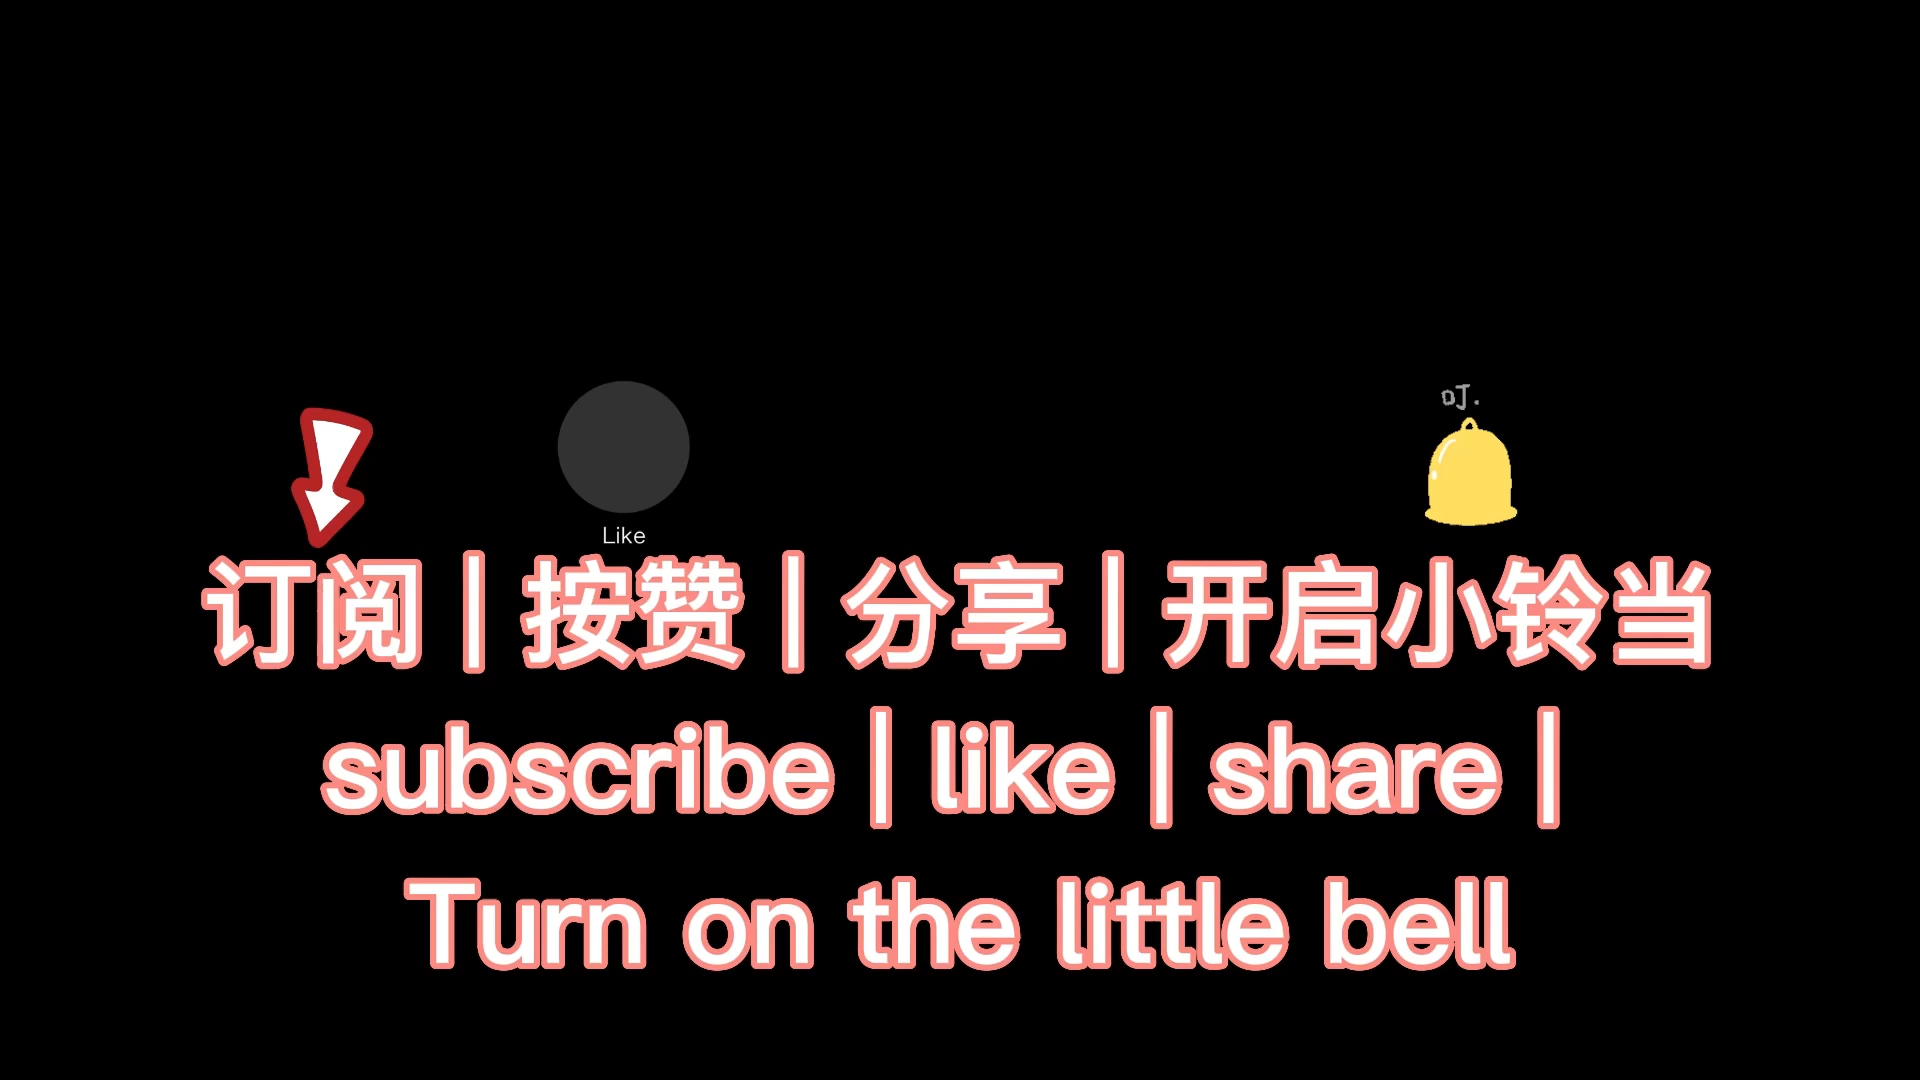 叮.
Like
订阅｜按赞｜分享｜开启小铃当
subscribe｜like｜share｜
Turn on the little bell